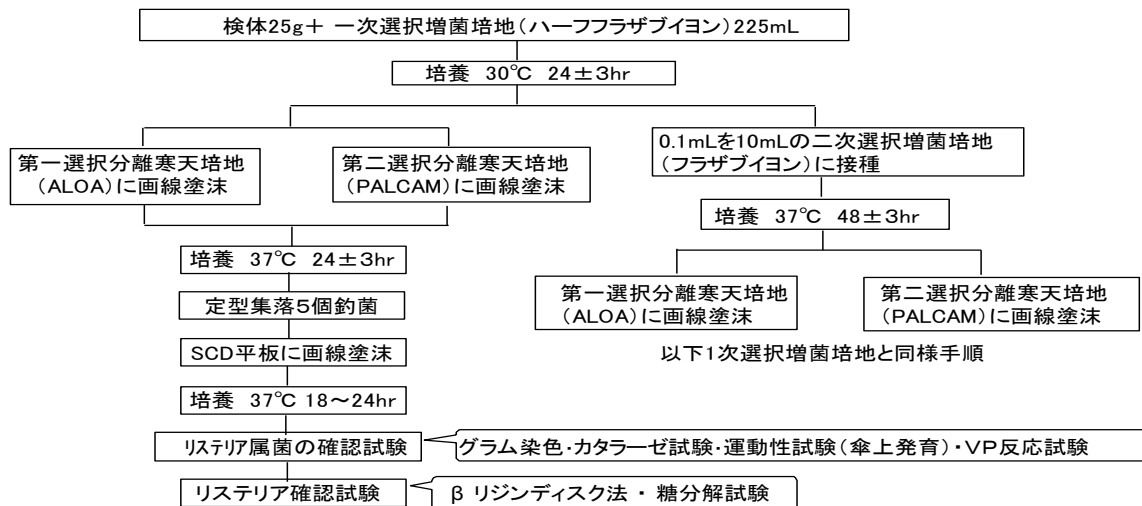 検体25g＋ 一次選択増菌培地(ハーフフラザブイヨン)225mL
培養 30℃ 24±3hr
第一選択分離寒天培地
(ALOA)に画線塗沫
第二選択分離寒天培地
(PALCAM)に画線塗沫
0.1mLを10mLの二次選択増菌培地
(フラザブイヨン)に接種
培養 37℃ 48±3hr
培養 37℃ 24±3hr
定型集落5個釣菌
SCD平板に画線塗沫
培養 37℃ 18～24hr
第一選択分離寒天培地
(ALOA)に画線塗沫
第二選択分離寒天培地
(PALCAM)に画線塗沫
以下1次選択増菌培地と同様手順
リステリア属菌の確認試験
グラム染色・カタラーゼ試験・運動性試験(傘上発育)・VP反応試験
リステリア確認試験
β リジンディスク法 ・ 糖分解試験